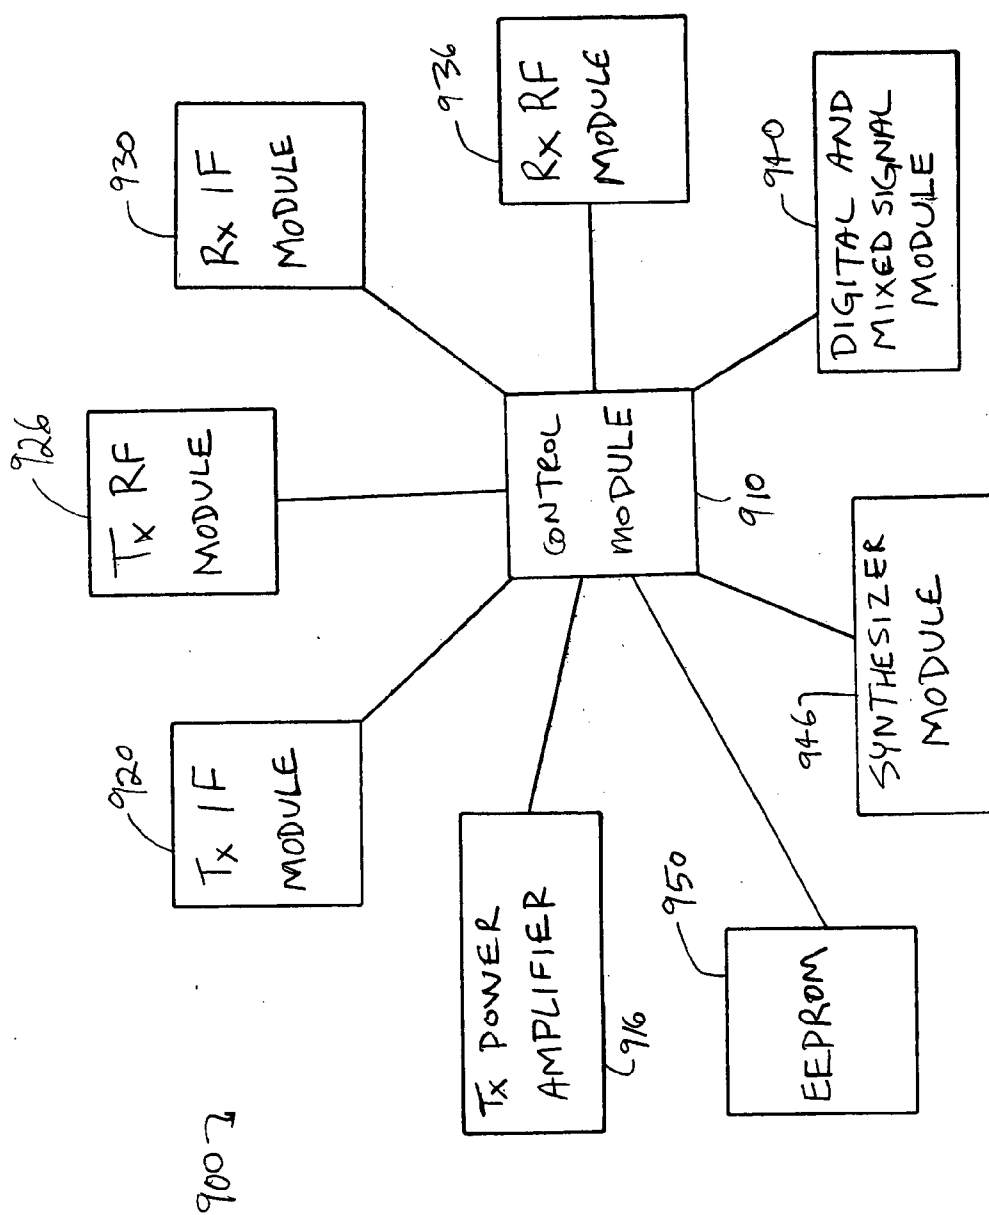 900
Tx IF
MODULE
920
Tx RF
MODULE
926
Rx IF
MODULE
930
Rx RF
MODULE
936
Tx POWER
AMPLIFIER
916
CONTROL
MODULE
910
DIGITAL AND
MIXED SIGNAL
MODULE
940
EEPROM
950
SYNTHESIZER
MODULE
946